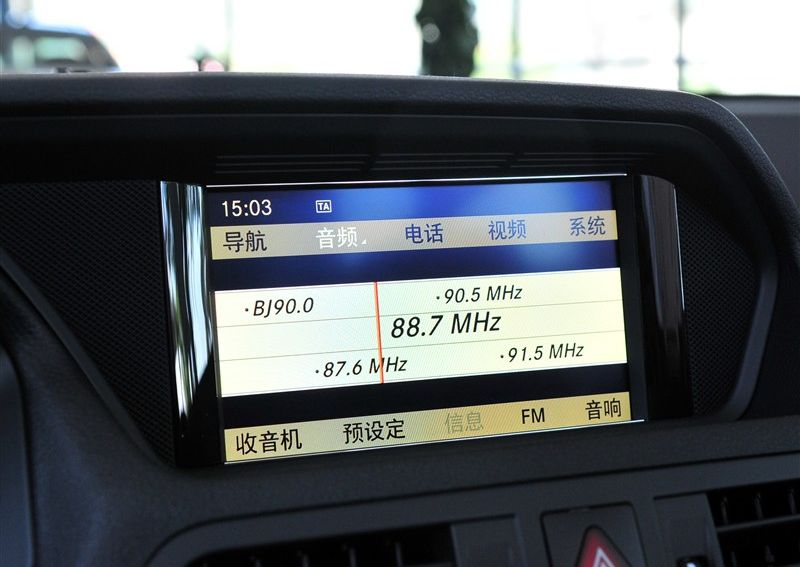 15:03 TA
导航 音频 电话 视频 系统
·BJ90.0 ·90.5 MHz
88.7 MHz
·87.6 MHz ·91.5 MHz
收音机 预设定 信息 FM 音响